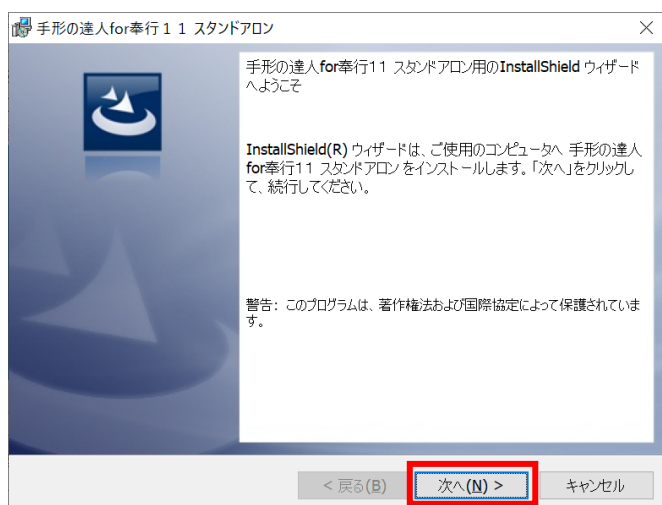 手形の達人for奉行１１ スタンドアロン
手形の達人for奉行11 スタンドアロン用のInstallShield ウィザード
へようこそ
InstallShield(R) ウィザードは、ご使用のコンピュータへ 手形の達人
for奉行11 スタンドアロン をインストールします。「次へ」をクリックし
て、続行してください。
警告: このプログラムは、著作権法および国際協定によって保護されていま
す。
< 戻る(B)
次へ(N) >
キャンセル